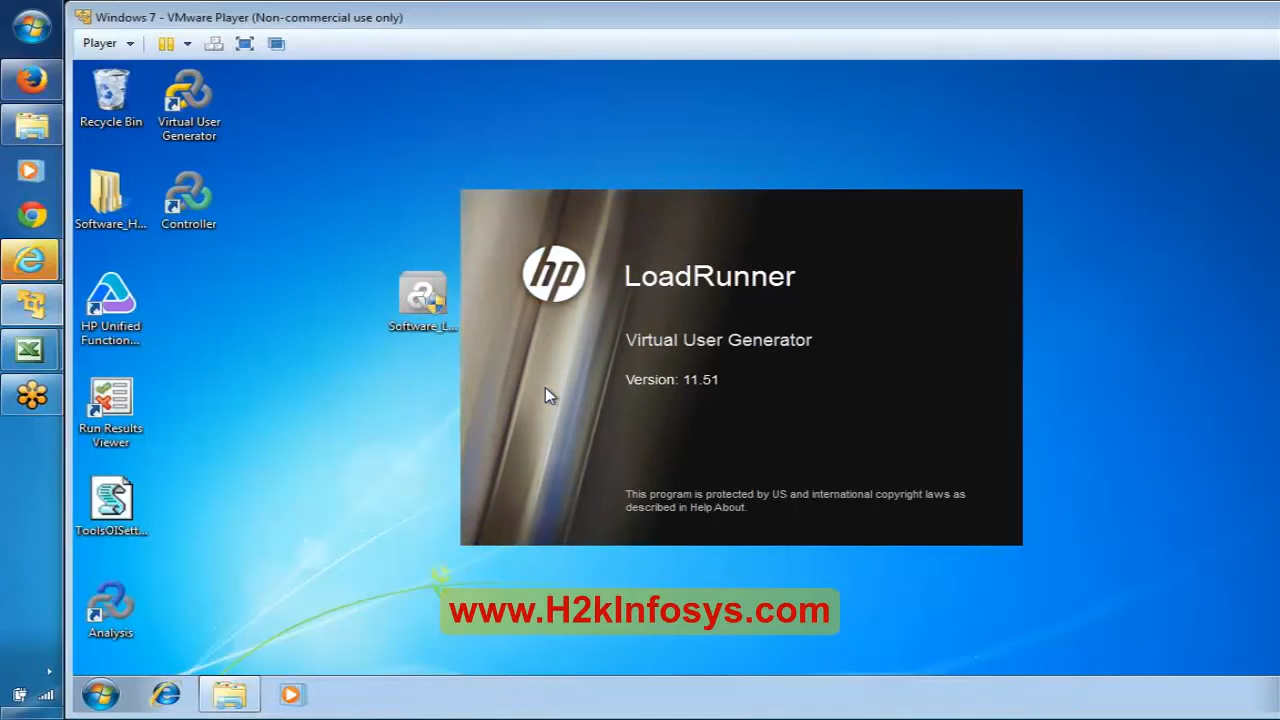 Windows 7 - VMware Player (Non-commercial use only)
Player
Recycle Bin
Virtual User
Generator
Software_H...
Controller
HP Unified
Function...
Software_L...
Run Results
Viewer
ToolsOISett...
Analysis
hp
LoadRunner
Virtual User Generator
Version: 11.51
This program is protected by US and international copyright laws as
described in Help About.
www.H2kInfosys.com